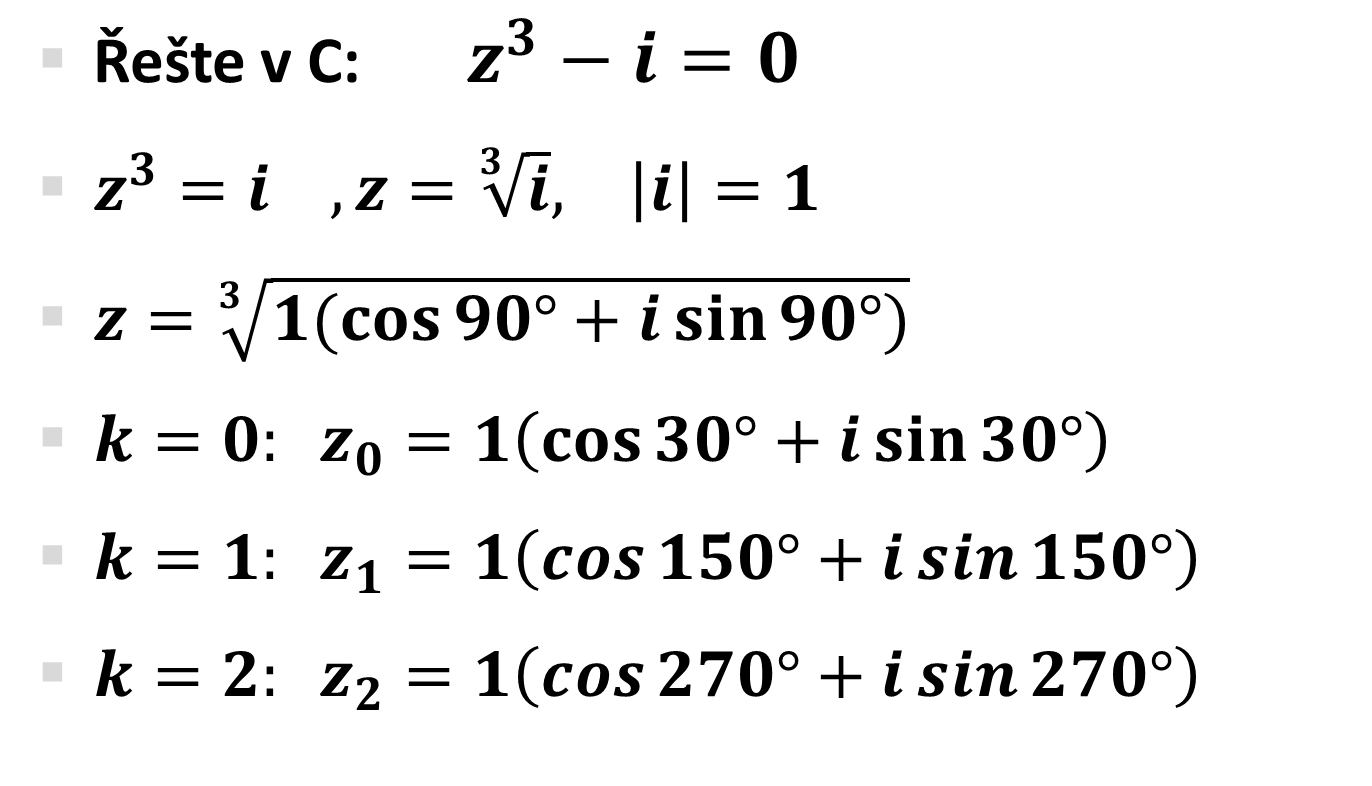 ▪ Řešte v C: z³ − i = 0
▪ z³ = i , z = ∛i, |i| = 1
▪ z = ∛(1(cos 90° + i sin 90°))
▪ k = 0: z₀ = 1(cos 30° + i sin 30°)
▪ k = 1: z₁ = 1(cos 150° + i sin 150°)
▪ k = 2: z₂ = 1(cos 270° + i sin 270°)